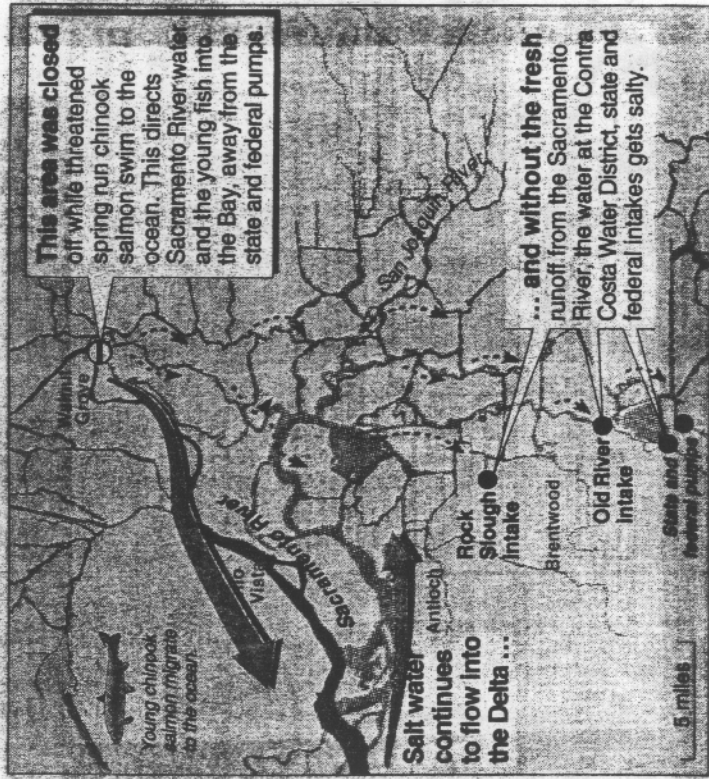 This area was closed
off while threatened
spring run chinook
salmon swim to the
ocean. This directs
Sacramento River water
and the young fish into
the Bay, away from the
state and federal pumps.
Walnut
Grove
Young chinook
salmon migrate
to the ocean.
Rio
Vista
Sacramento River
San Joaquin River
Salt water
continues
to flow into
the Delta ...
Antioch
Rock
Slough
Intake
Brentwood
Old River
Intake
State and
federal pumps
... and without the fresh
runoff from the Sacramento
River, the water at the Contra
Costa Water District, state and
federal intakes gets salty.
5 miles